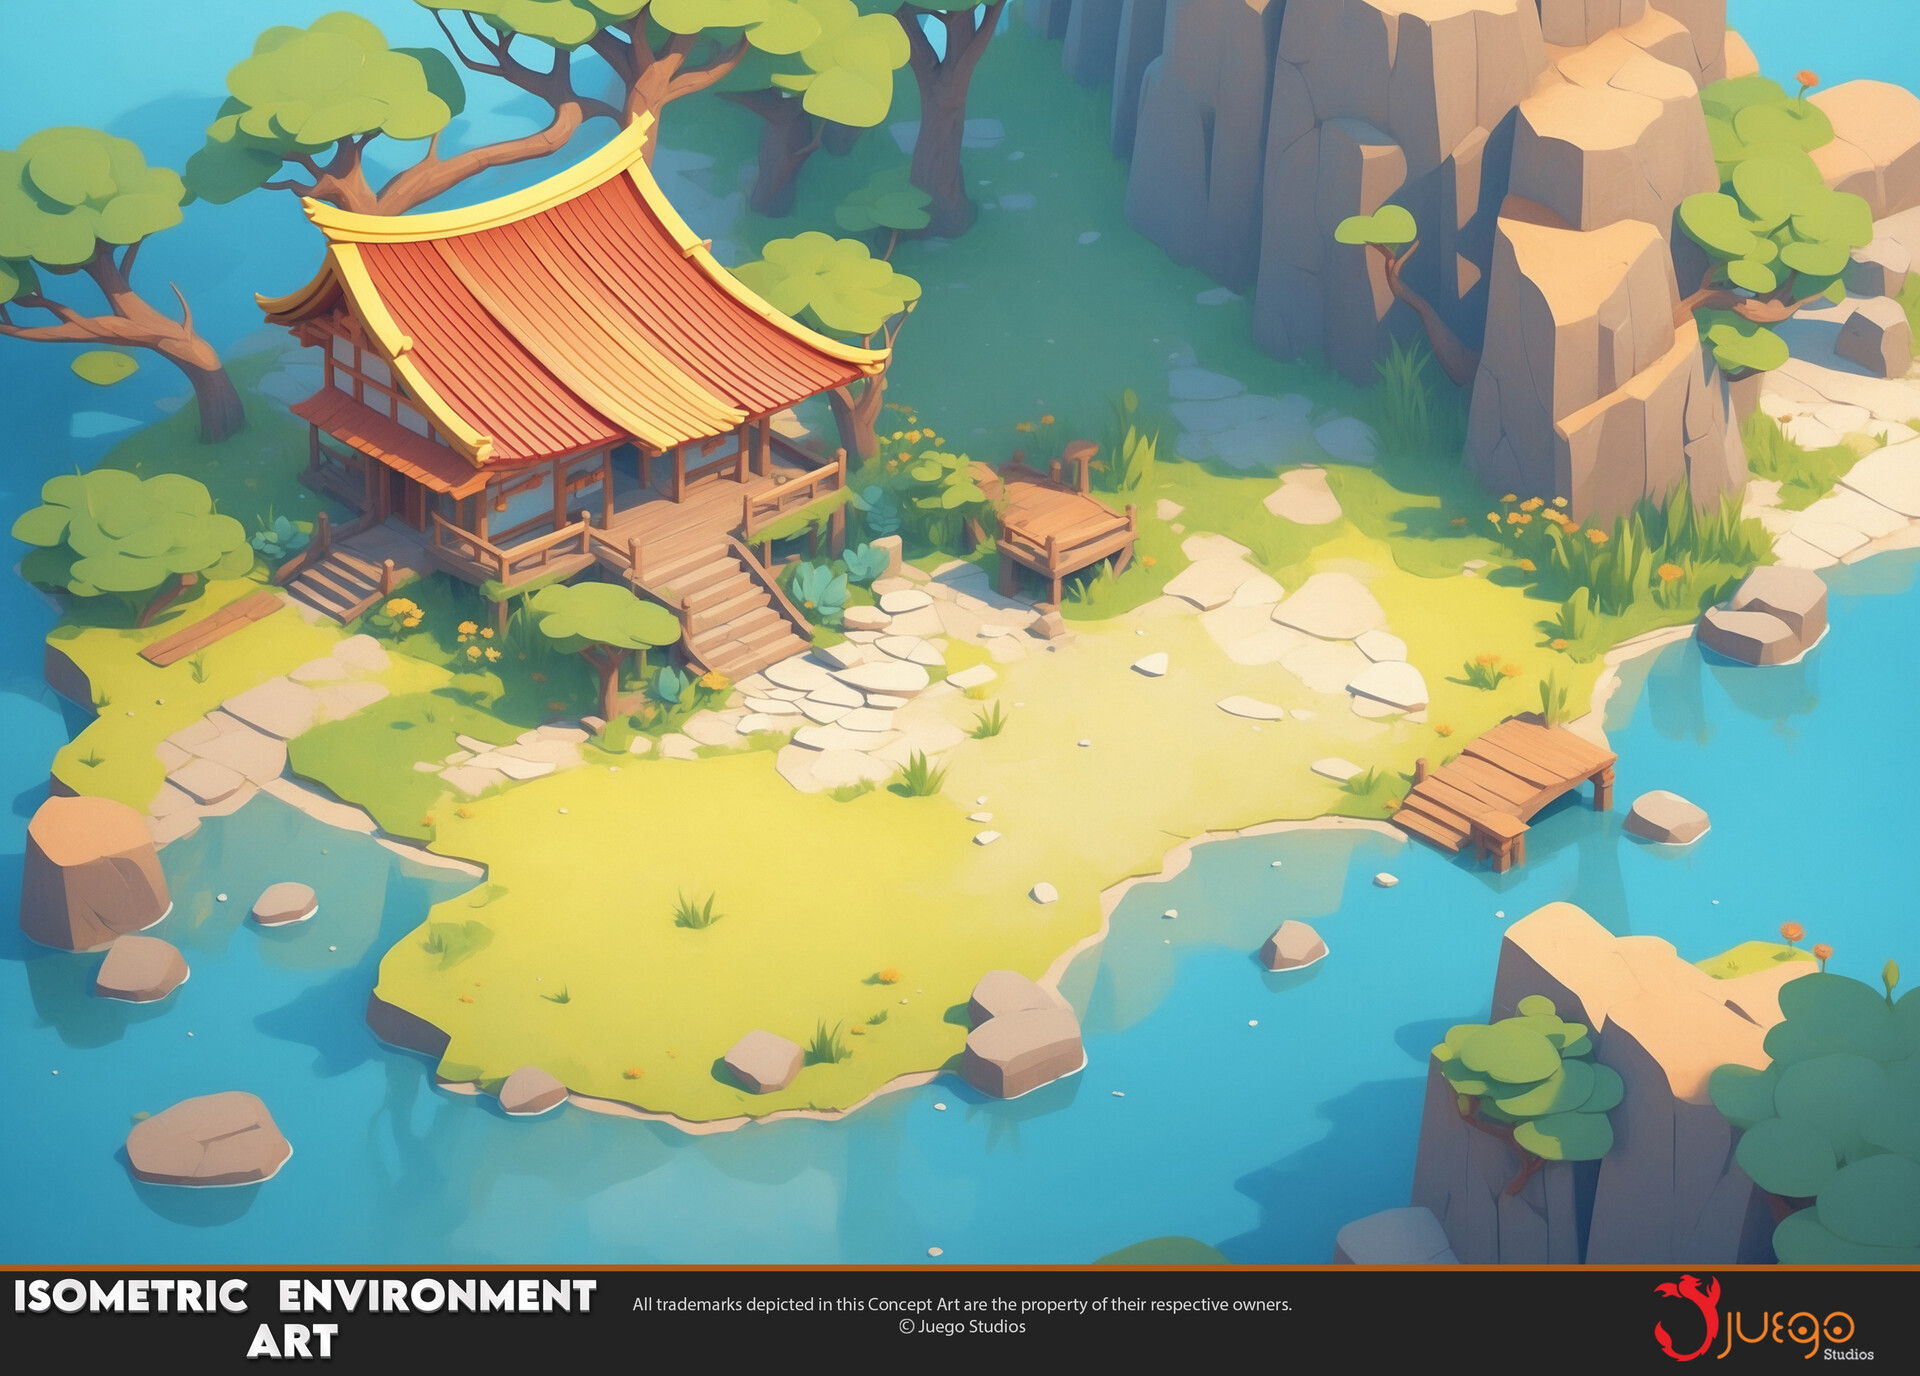 ISOMETRIC ENVIRONMENT
ART
All trademarks depicted in this Concept Art are the property of their respective owners.
© Juego Studios
juego
Studios